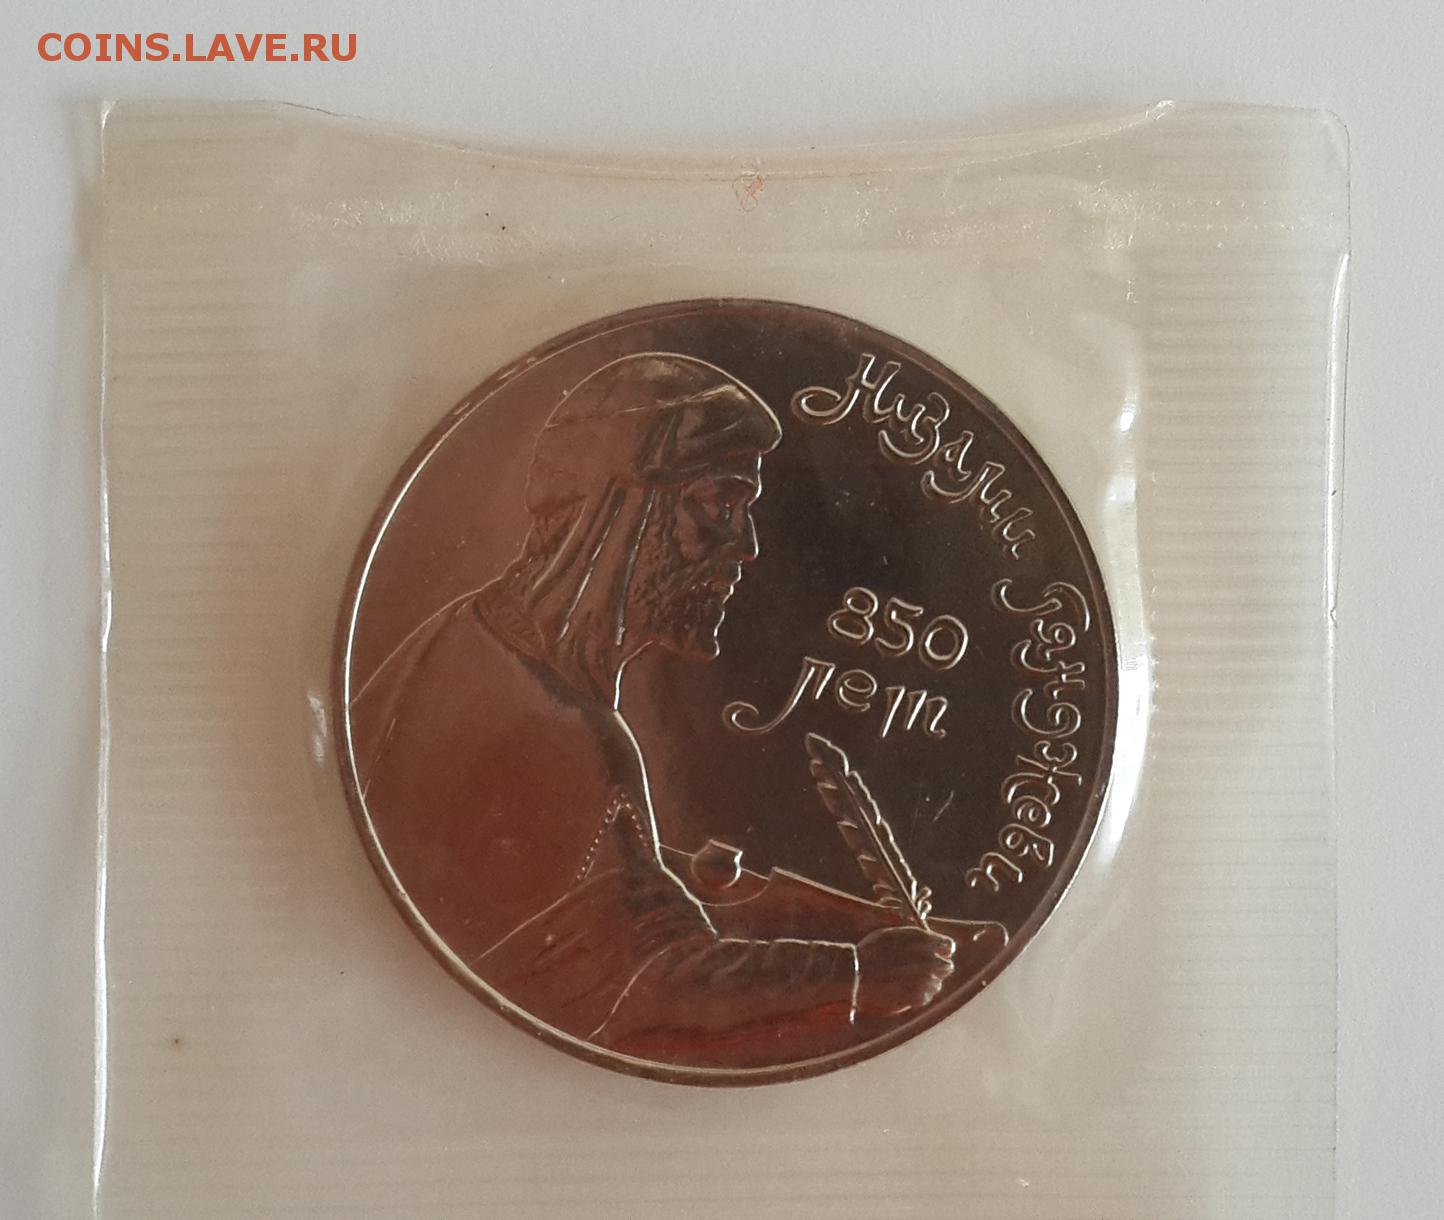 COINS.LAVE.RU
Низами Гянджеви
850
лет